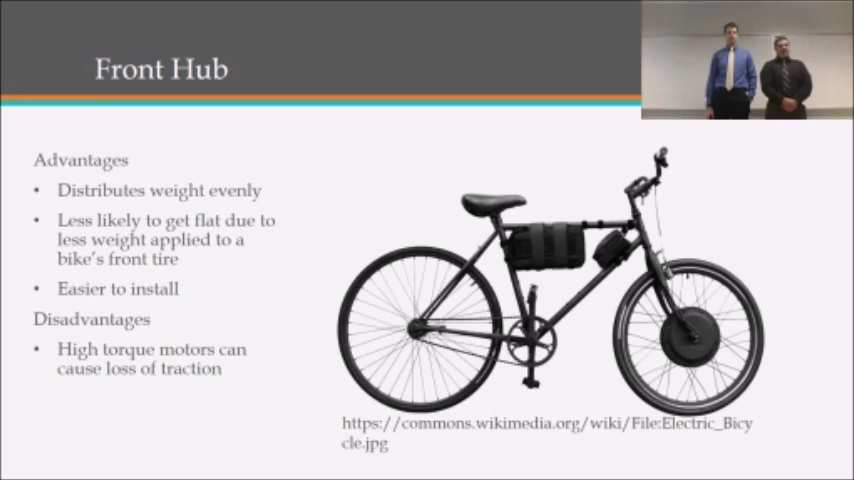 Front Hub
Advantages
• Distributes weight evenly
• Less likely to get flat due to
less weight applied to a
bike's front tire
• Easier to install
Disadvantages
• High torque motors can
cause loss of traction
https://commons.wikimedia.org/wiki/File:Electric_Bicy
cle.jpg